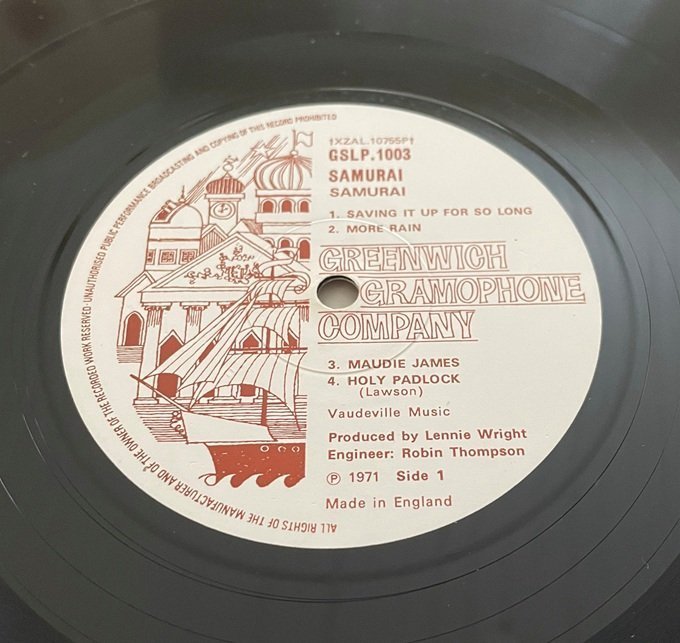 ALL RIGHTS OF THE MANUFACTURER AND OF THE OWNER OF THE RECORDED WORK RESERVED·UNAUTHORISED PUBLIC PERFORMANCE BROADCASTING AND COPYING OF THIS RECORD PROHIBITED
†XZAL.10755P†
GSLP.1003
SAMURAI
SAMURAI
1. SAVING IT UP FOR SO LONG
2. MORE RAIN
GREENWICH
GRAMOPHONE
COMPANY
3. MAUDIE JAMES
4. HOLY PADLOCK
(Lawson)
Vaudeville Music
Produced by Lennie Wright
Engineer: Robin Thompson
℗ 1971 Side 1
Made in England